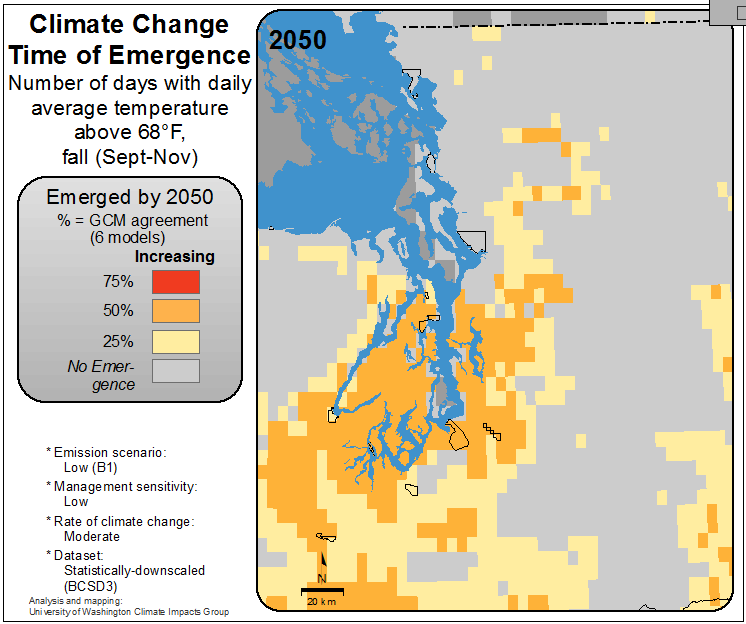 Climate Change
Time of Emergence
Number of days with daily
average temperature
above 68°F,
fall (Sept-Nov)
Emerged by 2050
% = GCM agreement
(6 models)
Increasing
75%
50%
25%
No Emer-
gence
* Emission scenario:
Low (B1)
* Management sensitivity:
Low
* Rate of climate change:
Moderate
* Dataset:
Statistically-downscaled
(BCSD3)
Analysis and mapping:
University of Washington Climate Impacts Group
2050
N
20 km